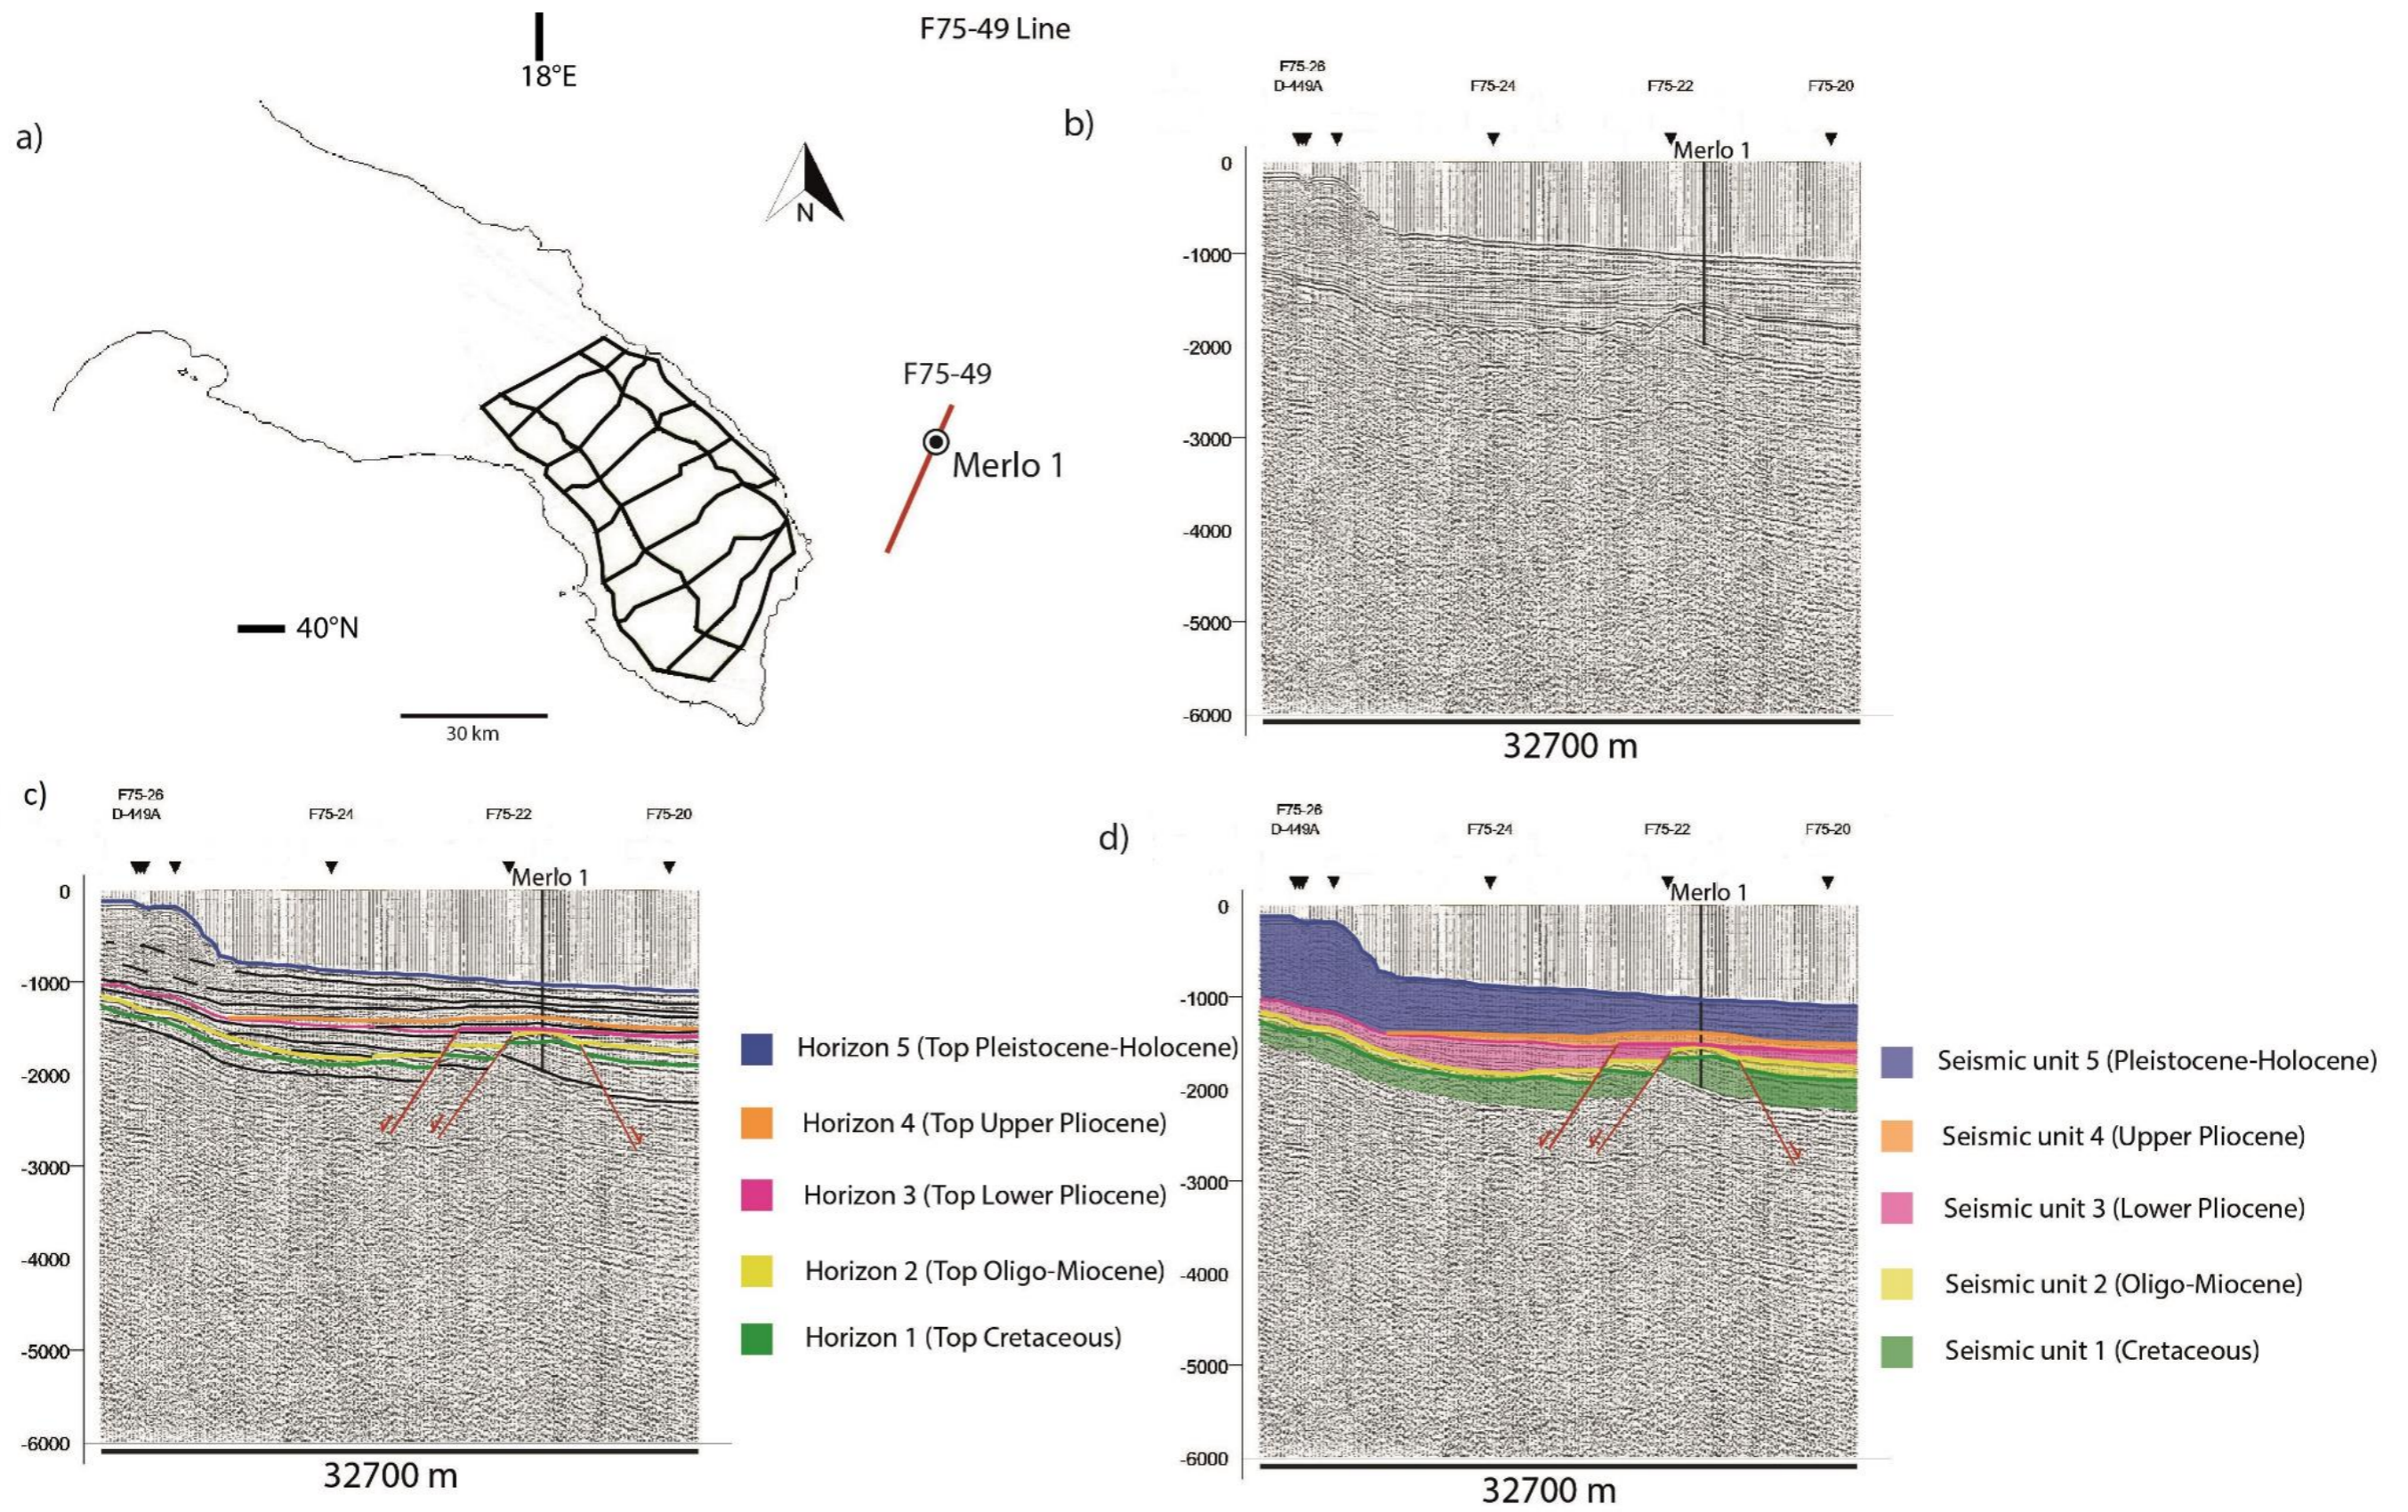 F75-49 Line
18°E
a)
N
F75-49
Merlo 1
40°N
30 km
b)
F75-26
D-449A
F75-24
F75-22
F75-20
Merlo 1
0
-1000
-2000
-3000
-4000
-5000
-6000
32700 m
c)
F75-26
D-449A
F75-24
F75-22
F75-20
Merlo 1
0
-1000
-2000
-3000
-4000
-5000
-6000
32700 m
Horizon 5 (Top Pleistocene-Holocene)
Horizon 4 (Top Upper Pliocene)
Horizon 3 (Top Lower Pliocene)
Horizon 2 (Top Oligo-Miocene)
Horizon 1 (Top Cretaceous)
d)
F75-26
D-449A
F75-24
F75-22
F75-20
Merlo 1
0
-1000
-2000
-3000
-4000
-5000
-6000
32700 m
Seismic unit 5 (Pleistocene-Holocene)
Seismic unit 4 (Upper Pliocene)
Seismic unit 3 (Lower Pliocene)
Seismic unit 2 (Oligo-Miocene)
Seismic unit 1 (Cretaceous)